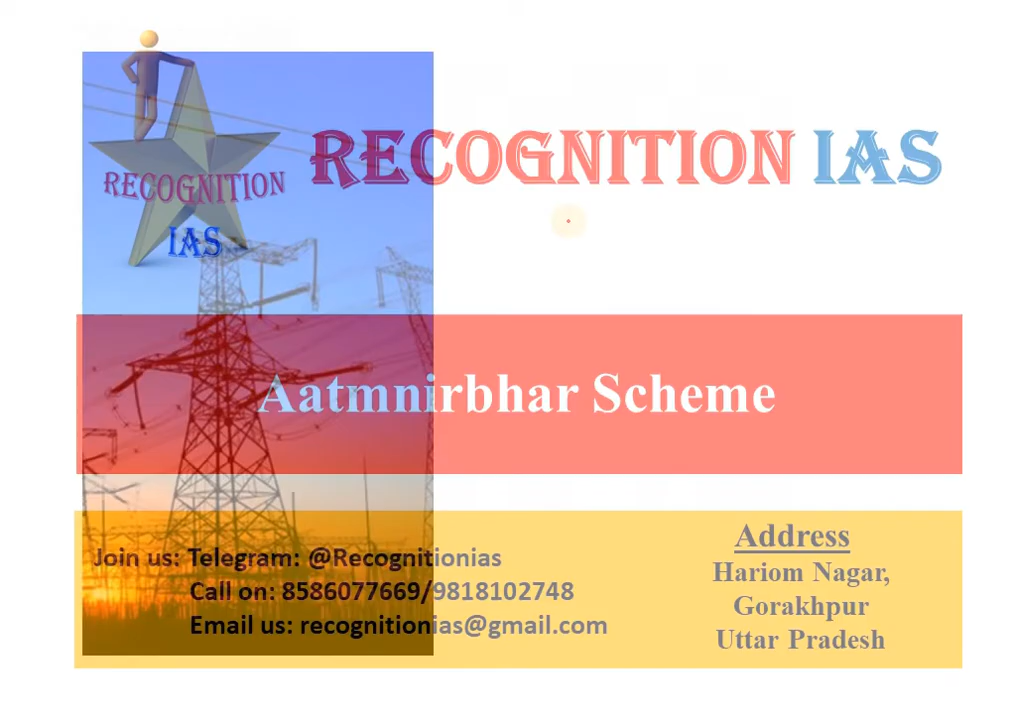 RECOGNITION
IAS
RECOGNITION IAS
Aatmnirbhar Scheme
Join us: Telegram: @Recognitionias
Call on: 8586077669/9818102748
Email us: recognitionias@gmail.com
Address
Hariom Nagar,
Gorakhpur
Uttar Pradesh